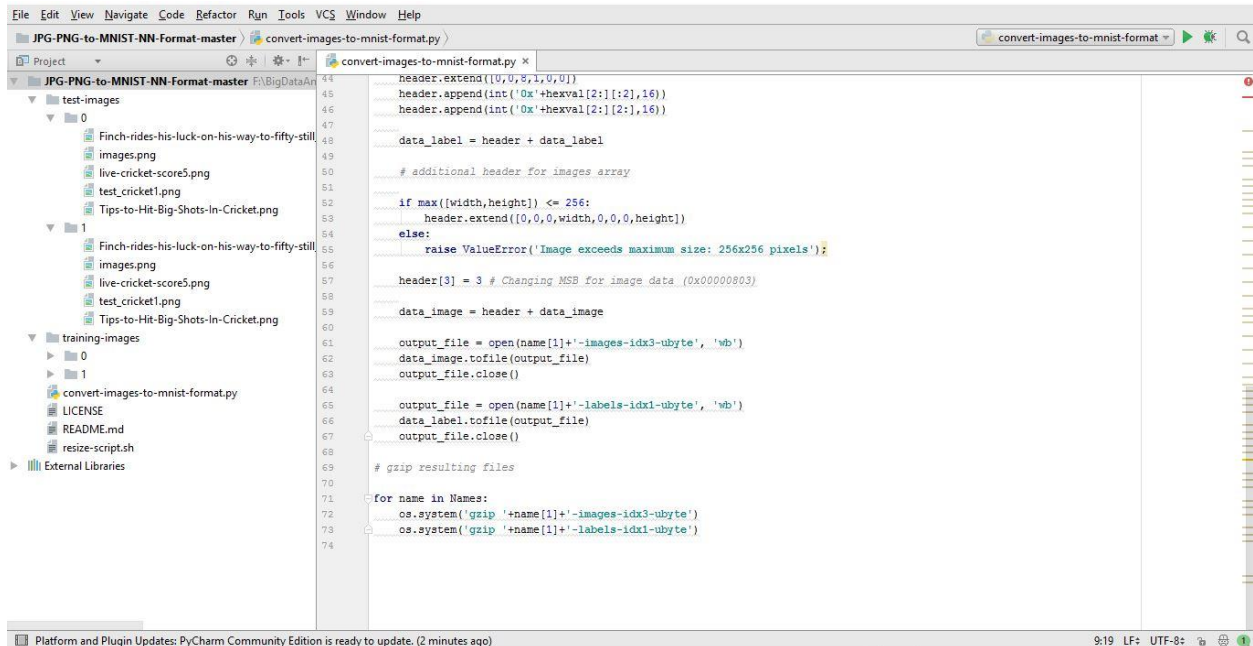 File Edit View Navigate Code Refactor Run Tools VCS Window Help
JPG-PNG-to-MNIST-NN-Format-master convert-images-to-mnist-format.py convert-images-to-mnist-format
Project convert-images-to-mnist-format.py ×
JPG-PNG-to-MNIST-NN-Format-master F:\BigDataAn
test-images
0
Finch-rides-his-luck-on-his-way-to-fifty-still
images.png
live-cricket-score5.png
test_cricket1.png
Tips-to-Hit-Big-Shots-In-Cricket.png
1
Finch-rides-his-luck-on-his-way-to-fifty-still
images.png
live-cricket-score5.png
test_cricket1.png
Tips-to-Hit-Big-Shots-In-Cricket.png
training-images
0
1
convert-images-to-mnist-format.py
LICENSE
README.md
resize-script.sh
External Libraries
44 header.extend([0,0,8,1,0,0])
45 header.append(int('0x'+hexval[2:][:2],16))
46 header.append(int('0x'+hexval[2:][2:],16))
47
48 data_label = header + data_label
49
50 # additional header for images array
51
52 if max([width,height]) <= 256:
53 header.extend([0,0,0,width,0,0,0,height])
54 else:
55 raise ValueError('Image exceeds maximum size: 256x256 pixels');
56
57 header[3] = 3 # Changing MSB for image data (0x00000803)
58
59 data_image = header + data_image
60
61 output_file = open(name[1]+'-images-idx3-ubyte', 'wb')
62 data_image.tofile(output_file)
63 output_file.close()
64
65 output_file = open(name[1]+'-labels-idx1-ubyte', 'wb')
66 data_label.tofile(output_file)
67 output_file.close()
68
69 # gzip resulting files
70
71 for name in Names:
72 os.system('gzip '+name[1]+'-images-idx3-ubyte')
73 os.system('gzip '+name[1]+'-labels-idx1-ubyte')
74
Platform and Plugin Updates: PyCharm Community Edition is ready to update. (2 minutes ago) 9:19 LF÷ UTF-8÷ 1